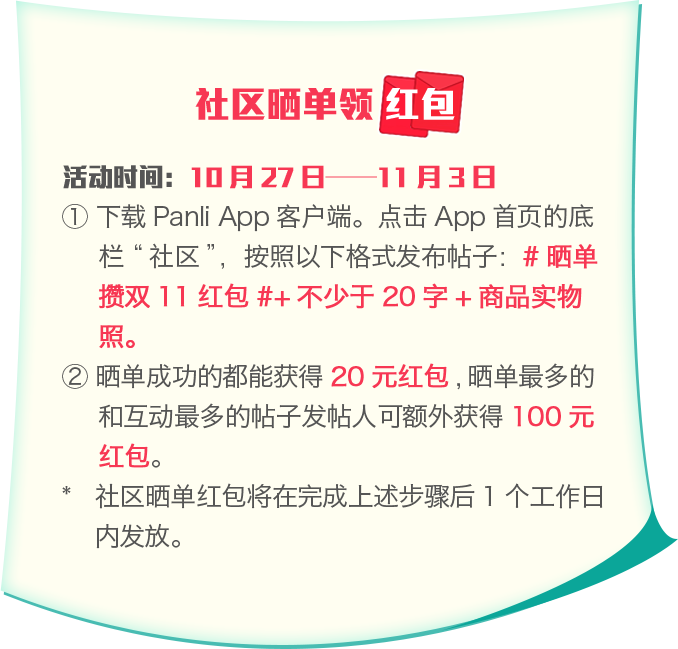 社区晒单领 红包
活动时间：10 月 27 日——11 月 3 日
① 下载 Panli App 客户端。点击 App 首页的底
栏 “ 社区 ”，按照以下格式发布帖子：# 晒单
攒双 11 红包 #+ 不少于 20 字 + 商品实物
照。
② 晒单成功的都能获得 20 元红包 , 晒单最多的
和互动最多的帖子发帖人可额外获得 100 元
红包。
* 社区晒单红包将在完成上述步骤后 1 个工作日
内发放。